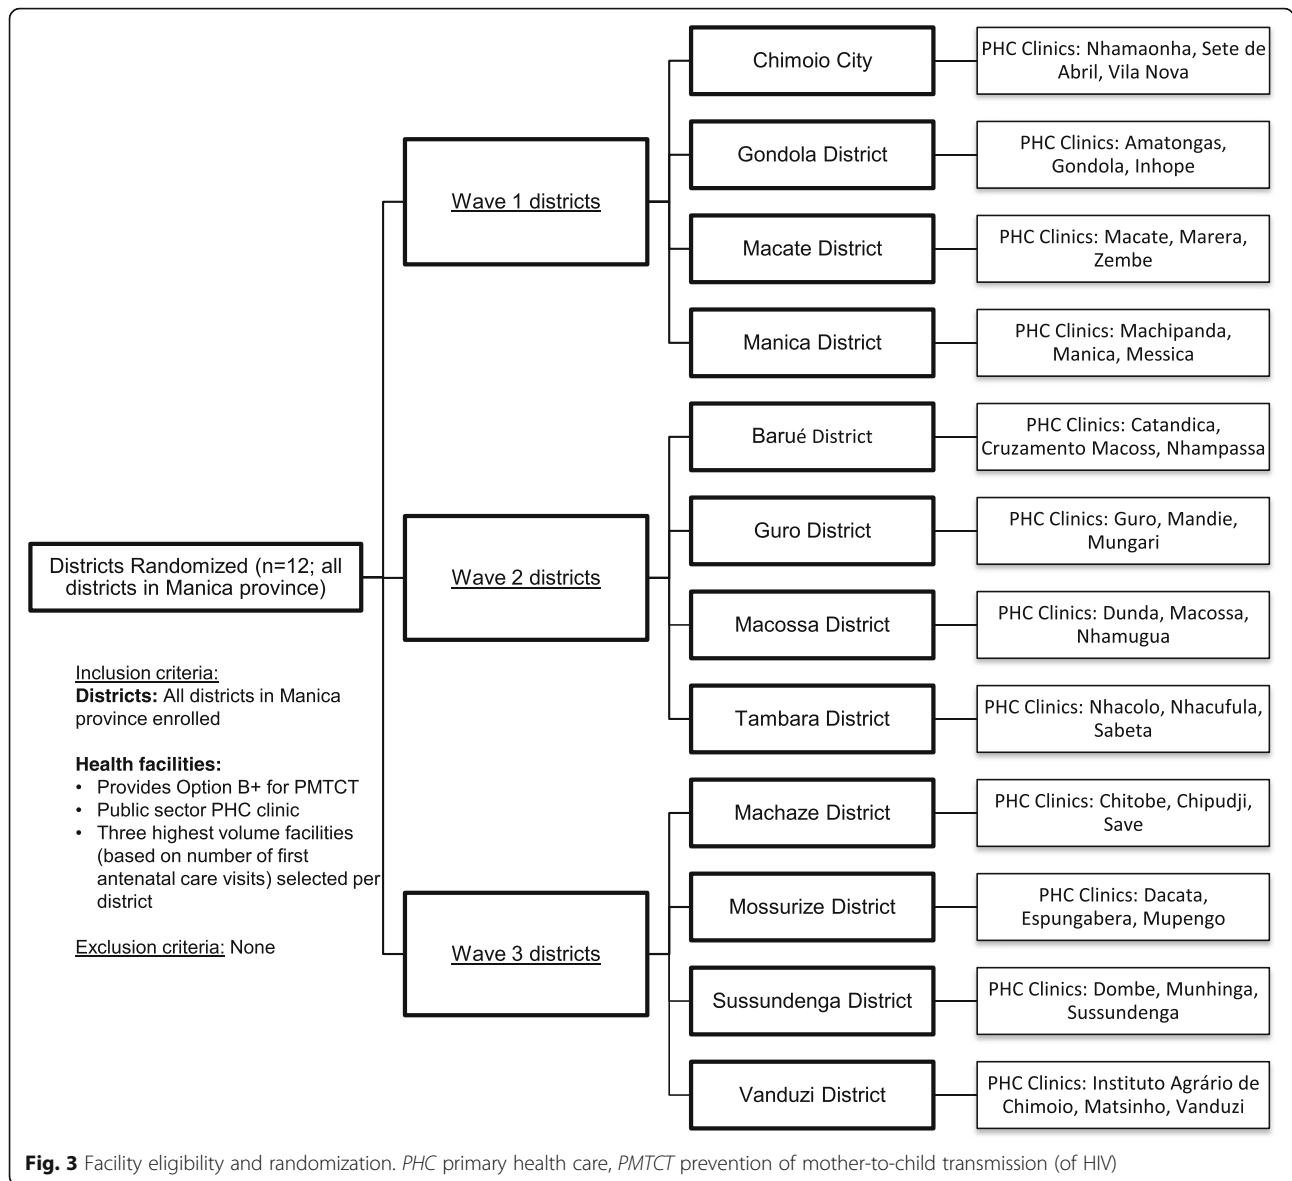 Chimoio City
PHC Clinics: Nhamaonha, Sete de
Abril, Vila Nova
Gondola District
PHC Clinics: Amatongas,
Gondola, Inhope
Wave 1 districts
Macate District
PHC Clinics: Macate, Marera,
Zembe
Manica District
PHC Clinics: Machipanda,
Manica, Messica
Barué District
PHC Clinics: Catandica,
Cruzamento Macoss, Nhampassa
Guro District
PHC Clinics: Guro, Mandie,
Mungari
Districts Randomized (n=12; all
districts in Manica province)
Wave 2 districts
Macossa District
PHC Clinics: Dunda, Macossa,
Nhamugua
Tambara District
PHC Clinics: Nhacolo, Nhacufula,
Sabeta
Inclusion criteria:
Districts: All districts in Manica
province enrolled
Health facilities:
• Provides Option B+ for PMTCT
• Public sector PHC clinic
• Three highest volume facilities
(based on number of first
antenatal care visits) selected per
district
Exclusion criteria: None
Machaze District
PHC Clinics: Chitobe, Chipudji,
Save
Mossurize District
PHC Clinics: Dacata,
Espungabera, Mupengo
Wave 3 districts
Sussundenga District
PHC Clinics: Dombe, Munhinga,
Sussundenga
Vanduzi District
PHC Clinics: Instituto Agrário de
Chimoio, Matsinho, Vanduzi
Fig. 3 Facility eligibility and randomization. PHC primary health care, PMTCT prevention of mother-to-child transmission (of HIV)